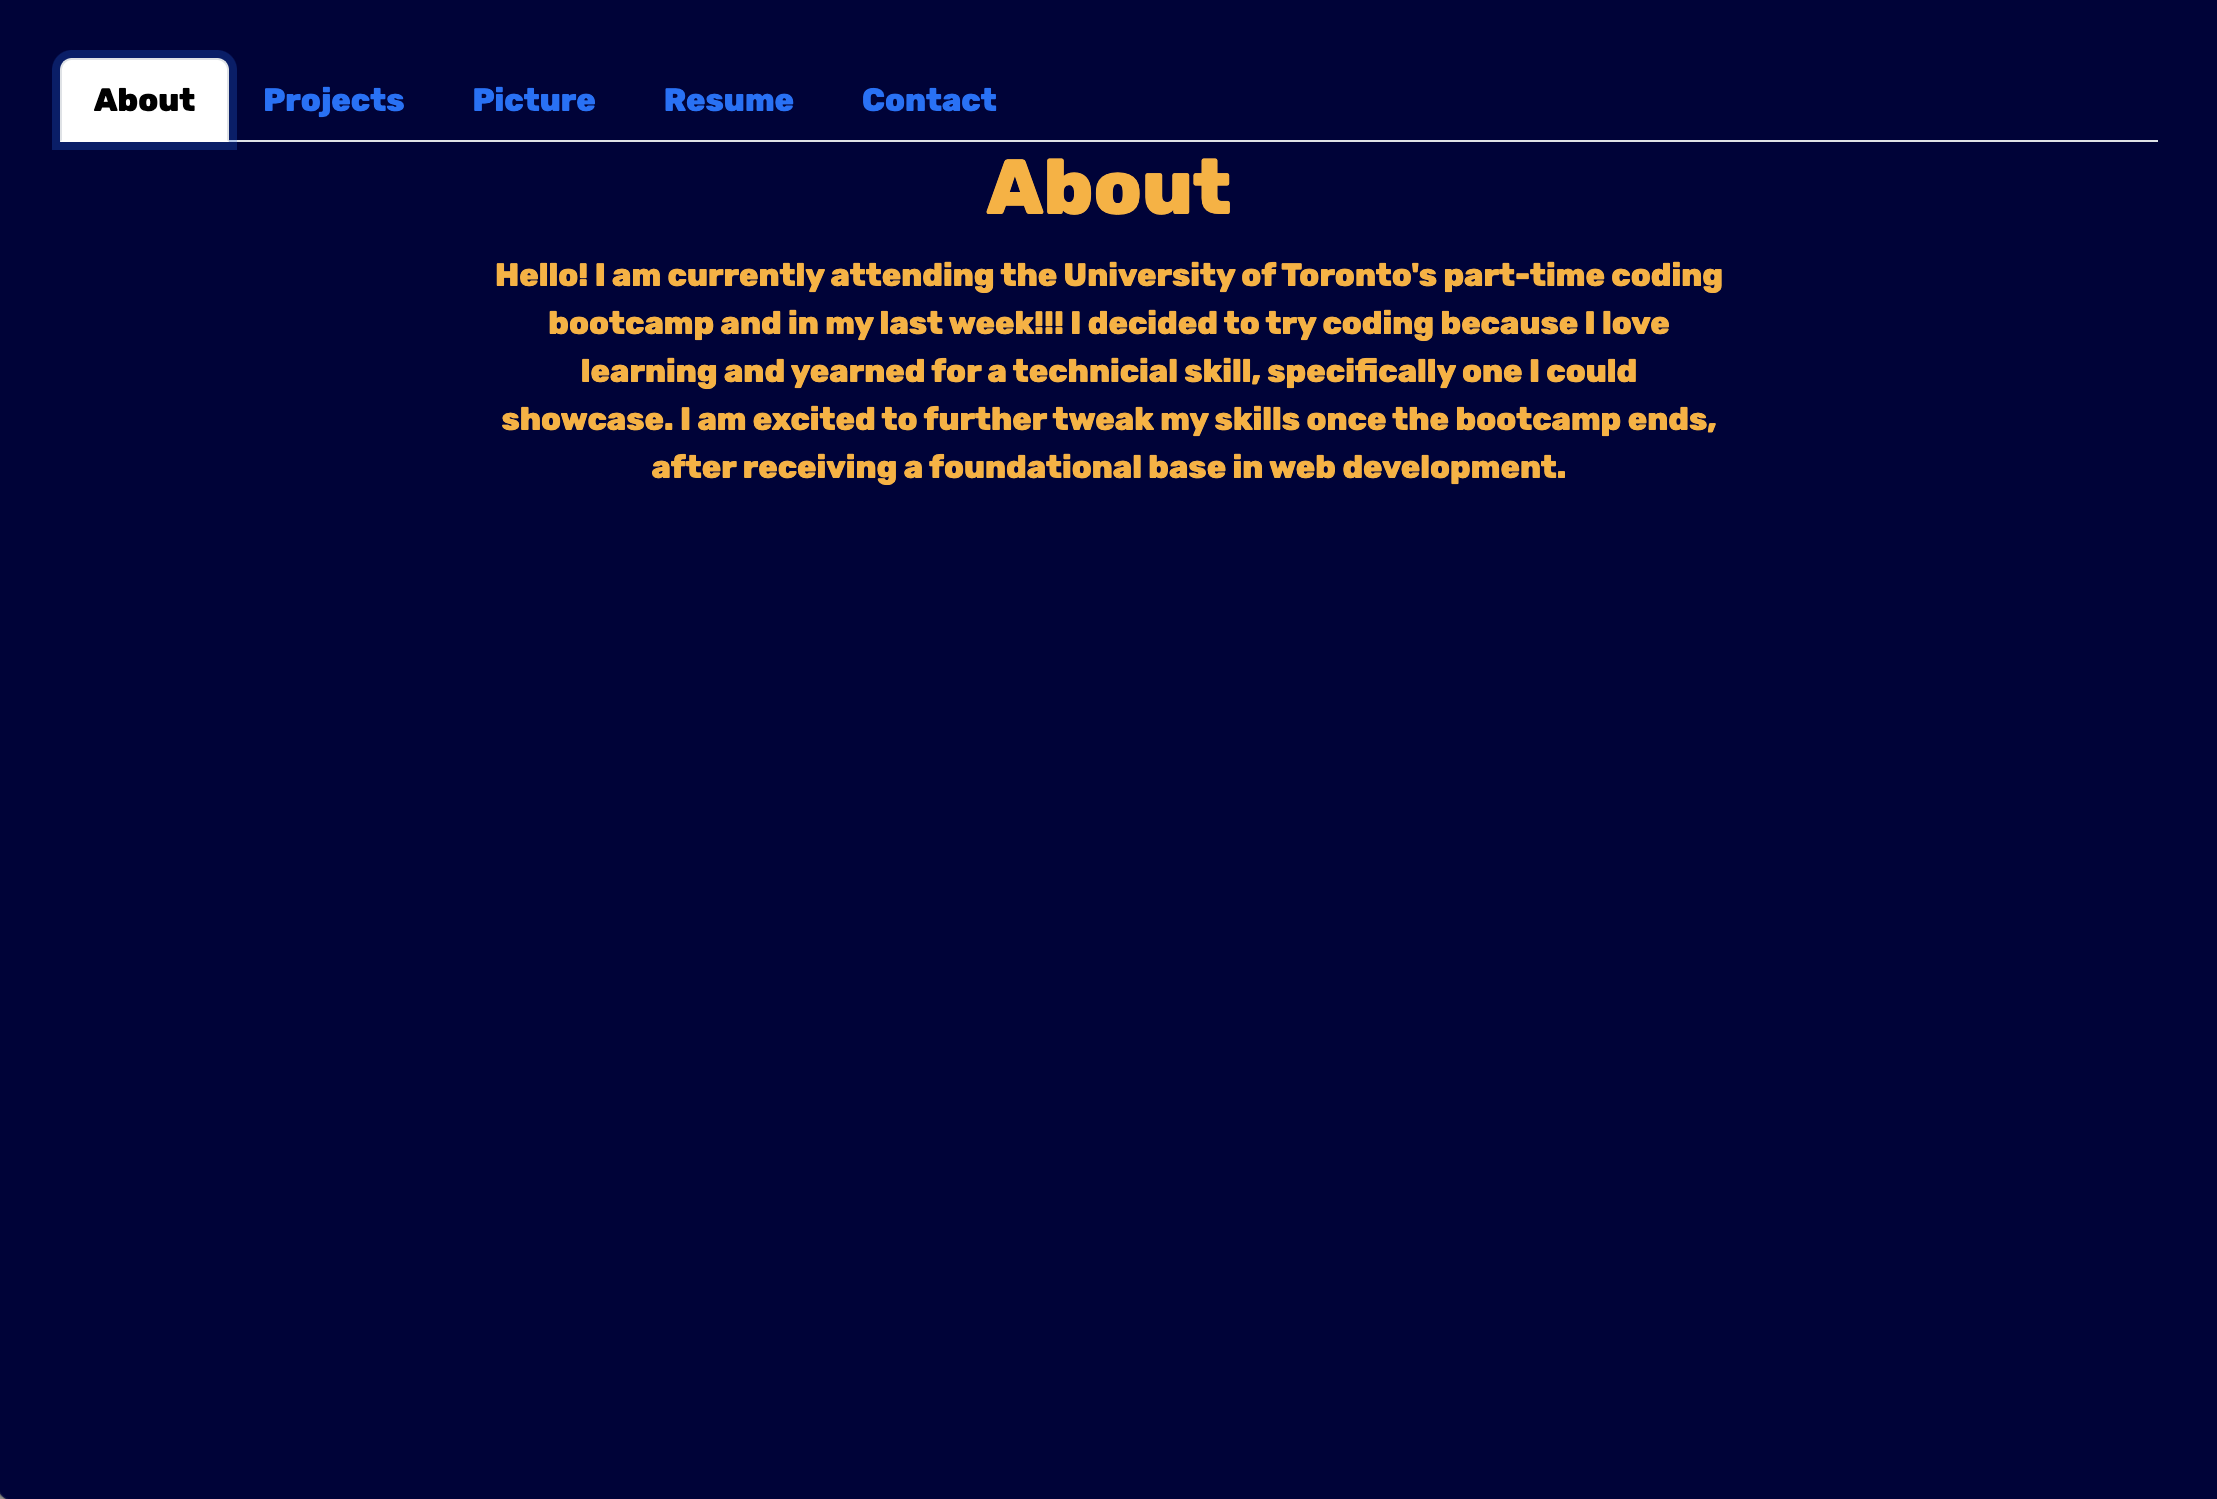 About Projects Picture Resume Contact
About
Hello! I am currently attending the University of Toronto's part-time coding
bootcamp and in my last week!!! I decided to try coding because I love
learning and yearned for a technicial skill, specifically one I could
showcase. I am excited to further tweak my skills once the bootcamp ends,
after receiving a foundational base in web development.